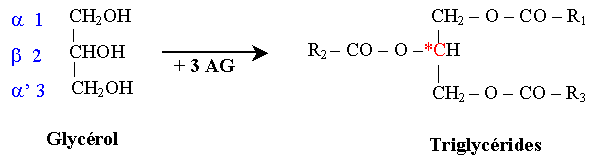 α 1 CH₂OH
β 2 CHOH
α' 3 CH₂OH
Glycérol
+ 3 AG
CH₂ – O – CO – R₁
R₂ – CO – O – *CH
CH₂ – O – CO – R₃
Triglycérides